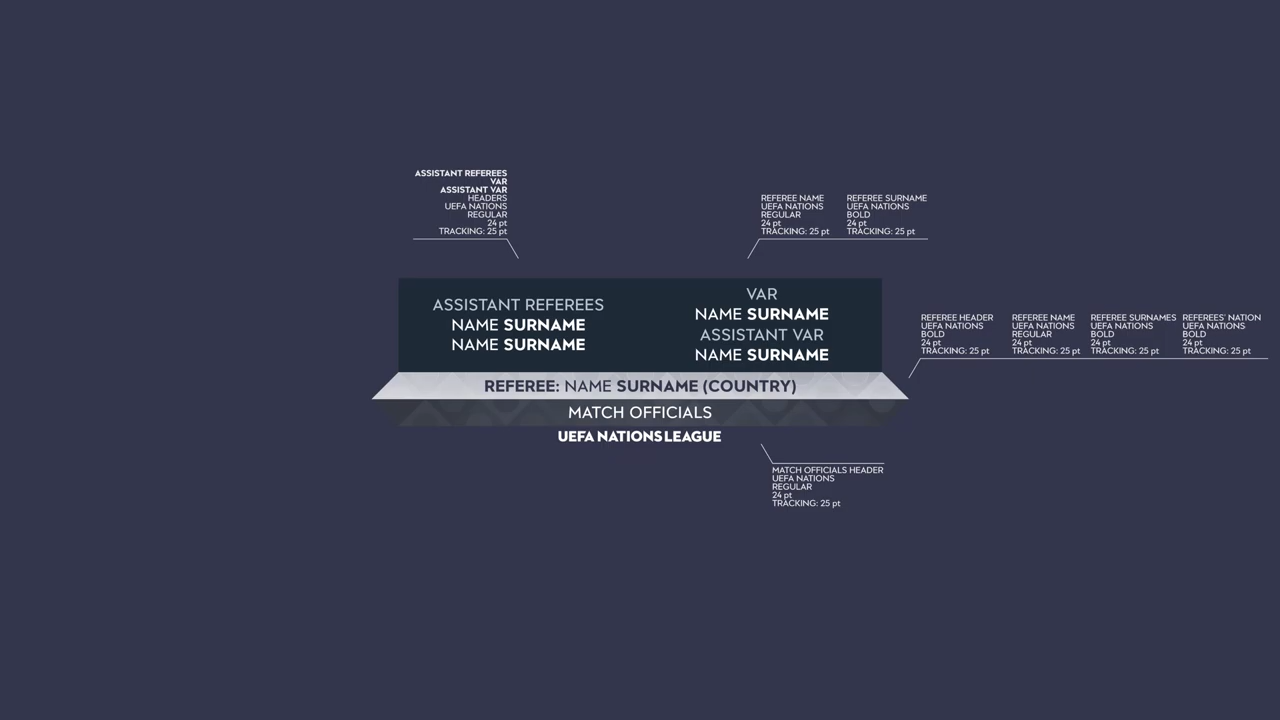 ASSISTANT REFEREES
VAR
ASSISTANT VAR
HEADERS
UEFA NATIONS
REGULAR
24 pt
TRACKING: 25 pt
REFEREE NAME
UEFA NATIONS
REGULAR
24 pt
TRACKING: 25 pt
REFEREE SURNAME
UEFA NATIONS
BOLD
24 pt
TRACKING: 25 pt
ASSISTANT REFEREES
NAME SURNAME
NAME SURNAME
VAR
NAME SURNAME
ASSISTANT VAR
NAME SURNAME
REFEREE HEADER
UEFA NATIONS
BOLD
24 pt
TRACKING: 25 pt
REFEREE NAME
UEFA NATIONS
REGULAR
24 pt
TRACKING: 25 pt
REFEREE SURNAMES
UEFA NATIONS
BOLD
24 pt
TRACKING: 25 pt
REFEREES' NATION
UEFA NATIONS
BOLD
24 pt
TRACKING: 25 pt
REFEREE: NAME SURNAME (COUNTRY)
MATCH OFFICIALS
UEFA NATIONS LEAGUE
MATCH OFFICIALS HEADER
UEFA NATIONS
REGULAR
24 pt
TRACKING: 25 pt